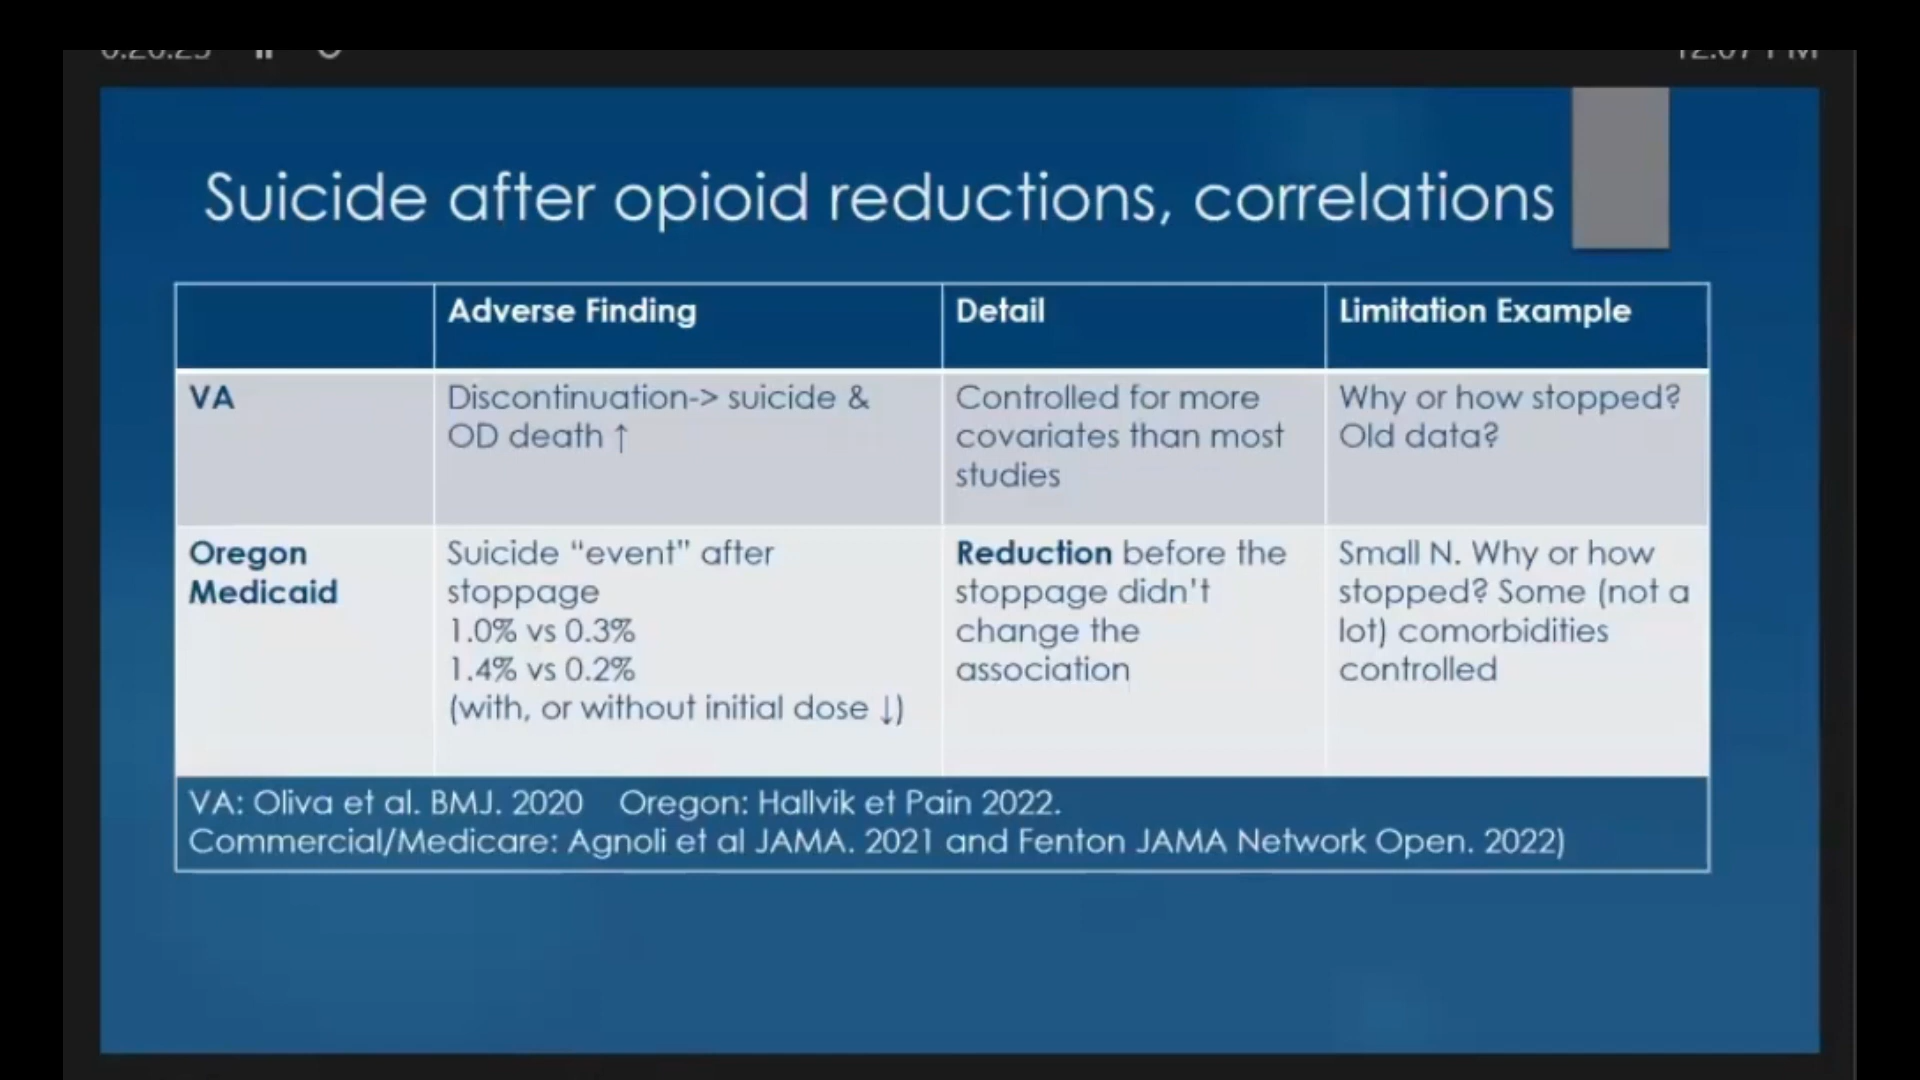 Suicide after opioid reductions, correlations
Adverse Finding
Detail
Limitation Example
VA
Discontinuation-> suicide &
OD death ↑
Controlled for more
covariates than most
studies
Why or how stopped?
Old data?
Oregon
Medicaid
Suicide “event” after
stoppage
1.0% vs 0.3%
1.4% vs 0.2%
(with, or without initial dose ↓)
Reduction before the
stoppage didn’t
change the
association
Small N. Why or how
stopped? Some (not a
lot) comorbidities
controlled
VA: Oliva et al. BMJ. 2020 Oregon: Hallvik et Pain 2022.
Commercial/Medicare: Agnoli et al JAMA. 2021 and Fenton JAMA Network Open. 2022)